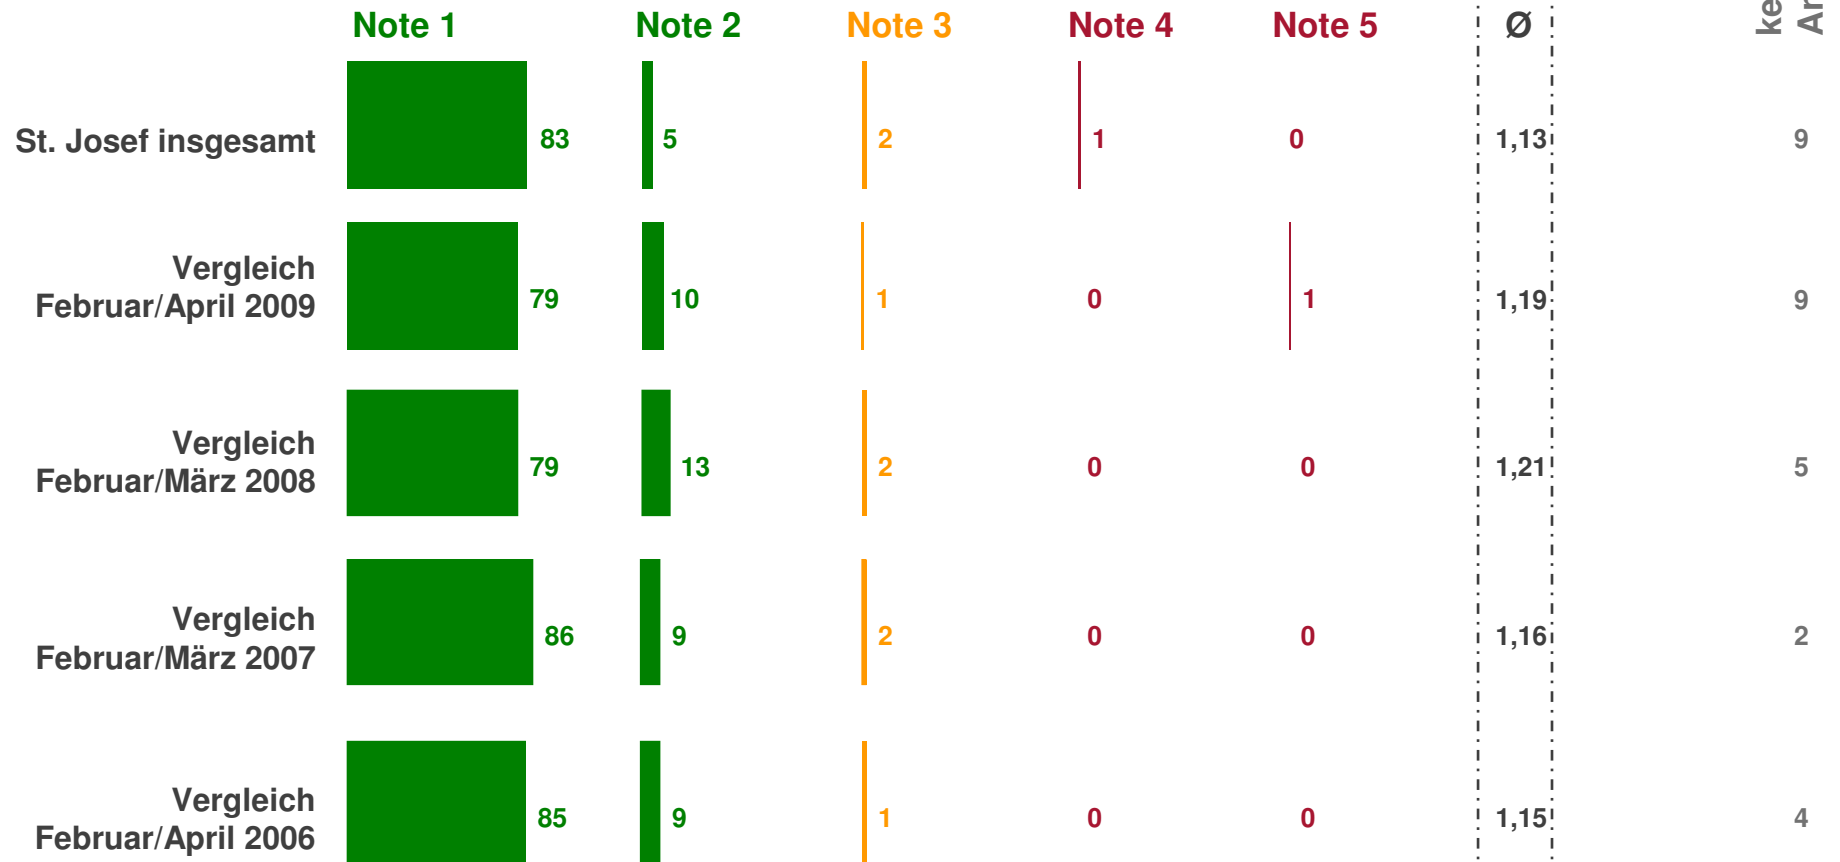 Note 1 Note 2 Note 3 Note 4 Note 5 Ø
St. Josef insgesamt 83 5 2 1 0 1,13 9
Vergleich
Februar/April 2009 79 10 1 0 1 1,19 9
Vergleich
Februar/März 2008 79 13 2 0 0 1,21 5
Vergleich
Februar/März 2007 86 9 2 0 0 1,16 2
Vergleich
Februar/April 2006 85 9 1 0 0 1,15 4